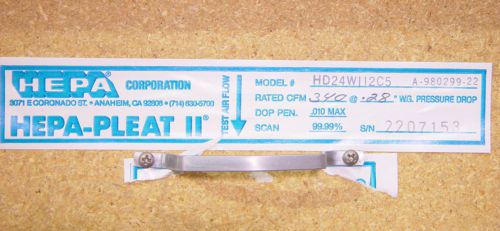 HEPA CORPORATION
3071 E CORONADO ST. • ANAHEIM, CA 92806 • (714) 630-5700
HEPA-PLEAT II®
TEST AIR FLOW
MODEL # HD24W112C5 A-980299-22
RATED CFM 340 @ .28" W.G. PRESSURE DROP
DOP PEN. .010 MAX
SCAN 99.99% S/N 2207153